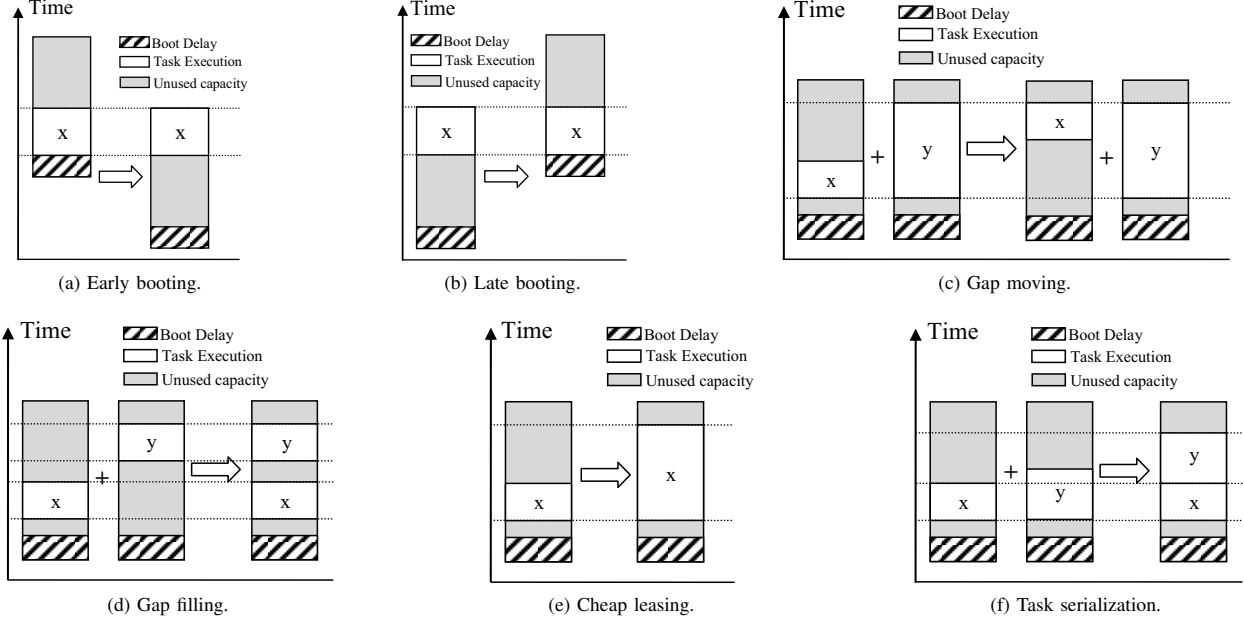 Time
Boot Delay
Task Execution
Unused capacity
x
x
(a) Early booting.
Time
Boot Delay
Task Execution
Unused capacity
x
x
(b) Late booting.
Time
Boot Delay
Task Execution
Unused capacity
x
+
y
x
+
y
(c) Gap moving.
Time
Boot Delay
Task Execution
Unused capacity
x
+
y
y
x
(d) Gap filling.
Time
Boot Delay
Task Execution
Unused capacity
x
x
(e) Cheap leasing.
Time
Boot Delay
Task Execution
Unused capacity
x
+
y
y
x
(f) Task serialization.